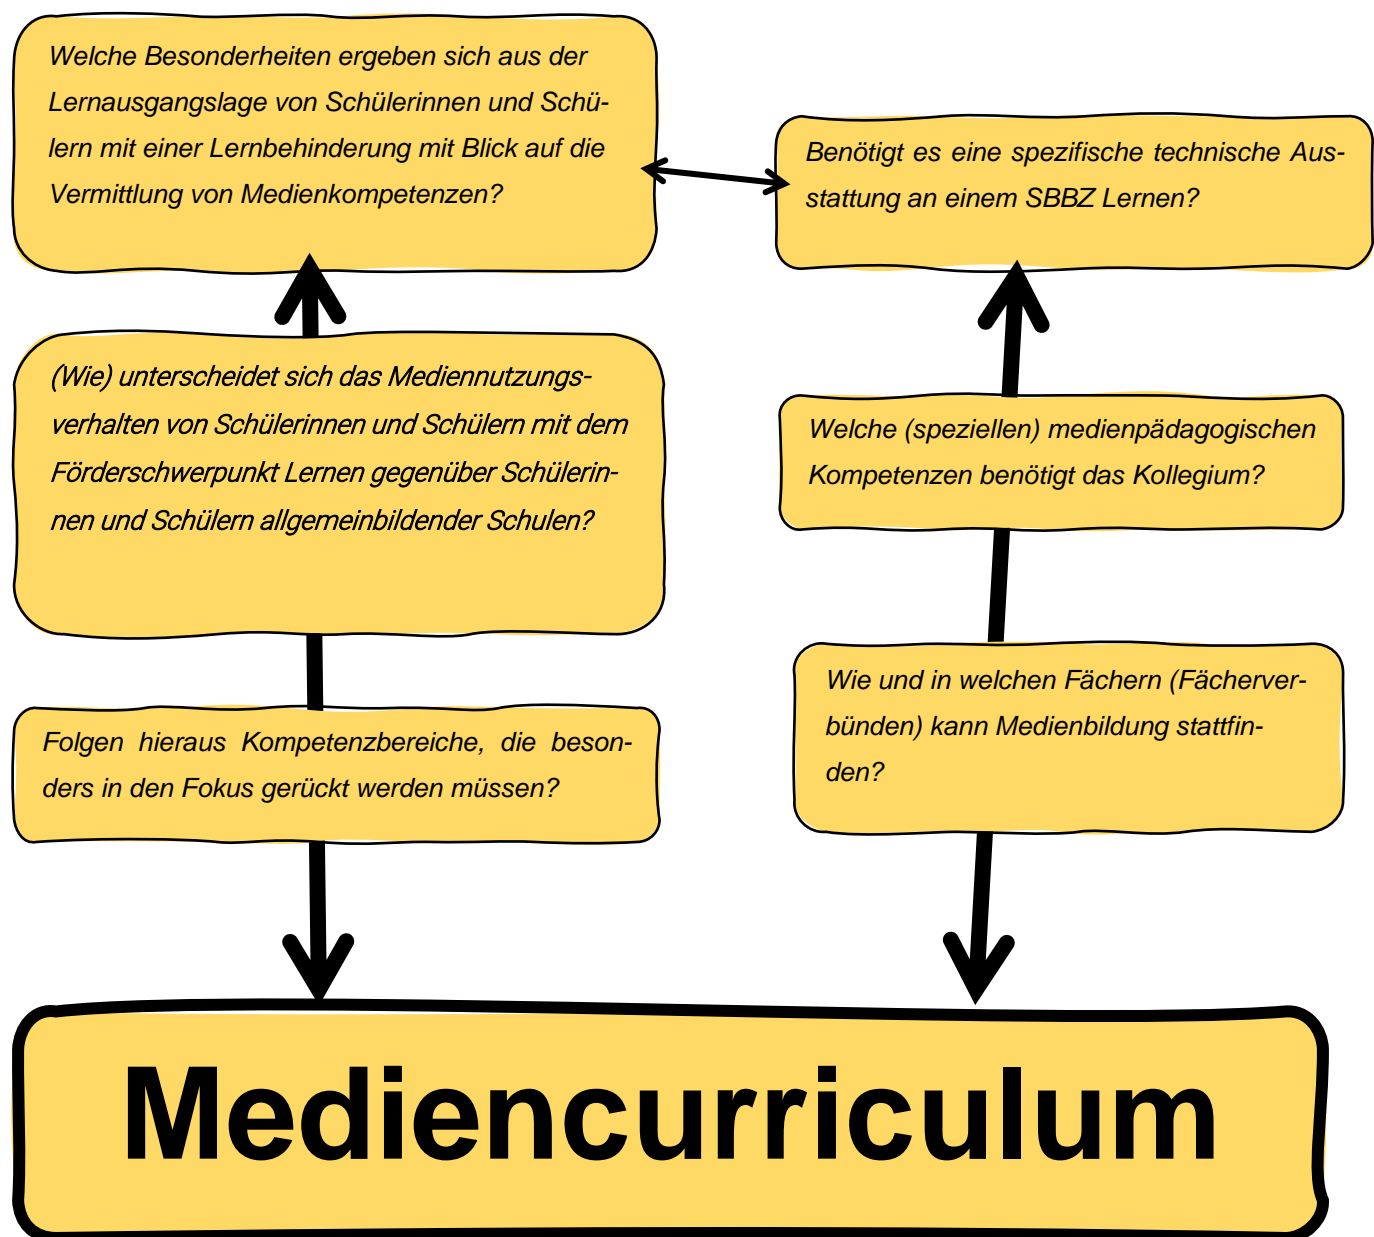 Welche Besonderheiten ergeben sich aus der
Lernausgangslage von Schülerinnen und Schü-
lern mit einer Lernbehinderung mit Blick auf die
Vermittlung von Medienkompetenzen?
Benötigt es eine spezifische technische Aus-
stattung an einem SBBZ Lernen?
(Wie) unterscheidet sich das Mediennutzungs-
verhalten von Schülerinnen und Schülern mit dem
Förderschwerpunkt Lernen gegenüber Schülerin-
nen und Schülern allgemeinbildender Schulen?
Welche (speziellen) medienpädagogischen
Kompetenzen benötigt das Kollegium?
Folgen hieraus Kompetenzbereiche, die beson-
ders in den Fokus gerückt werden müssen?
Wie und in welchen Fächern (Fächerver-
bünden) kann Medienbildung stattfin-
den?
Mediencurriculum